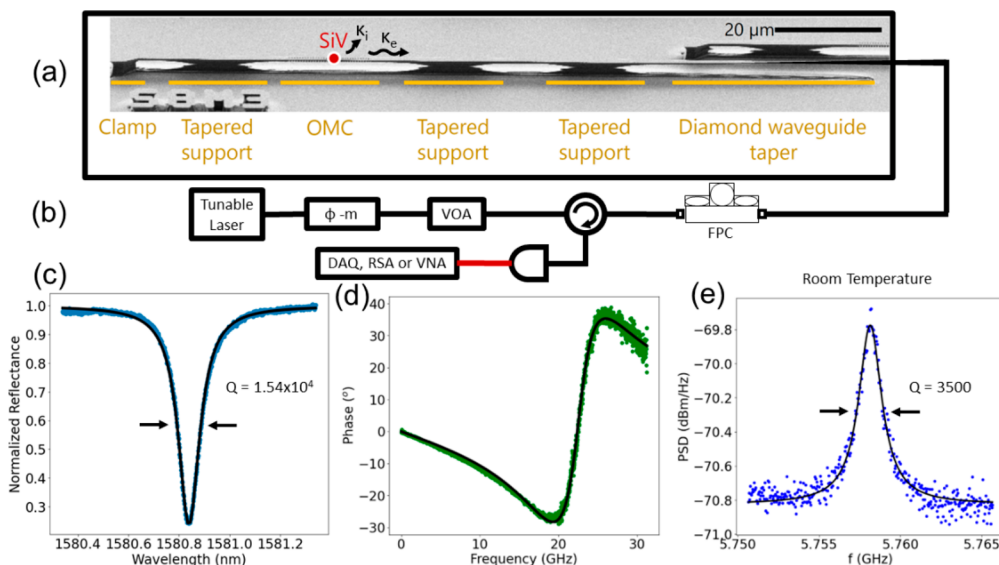 (a)
SiV
κi
κe
20 μm
Clamp
Tapered
support
OMC
Tapered
support
Tapered
support
Diamond waveguide
taper
(b)
Tunable
Laser
ϕ -m
VOA
FPC
DAQ, RSA or VNA
(c)
Normalized Reflectance
1.0
0.9
0.8
0.7
0.6
0.5
0.4
0.3
Q = 1.54x10⁴
1580.4 1580.6 1580.8 1581.0 1581.2
Wavelength (nm)
(d)
Phase (°)
40
30
20
10
0
−10
−20
−30
0 10 20 30
Frequency (GHz)
(e)
Room Temperature
PSD (dBm/Hz)
−69.8
−70.0
−70.2
−70.4
−70.6
−70.8
−71.0
Q = 3500
5.750 5.755 5.760 5.765
f (GHz)